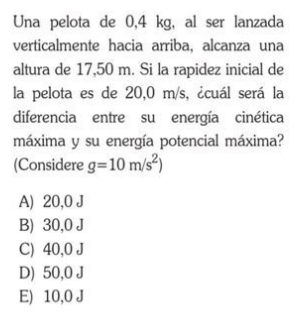 Una pelota de 0,4 kg, al ser lanzada
verticalmente hacia arriba, alcanza una
altura de 17,50 m. Si la rapidez inicial de
la pelota es de 20,0 m/s, ¿cuál será la
diferencia entre su energía cinética
máxima y su energía potencial máxima?
(Considere g=10 m/s²)
A) 20,0 J
B) 30,0 J
C) 40,0 J
D) 50,0 J
E) 10,0 J